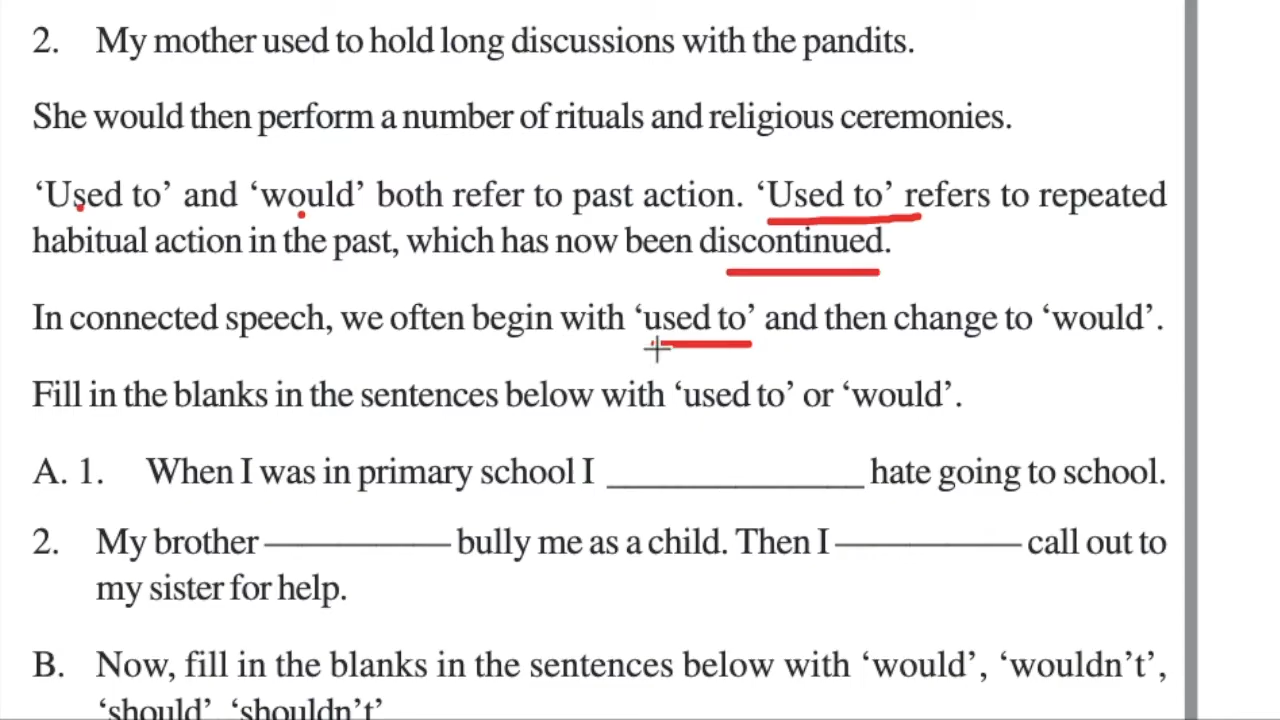 2. My mother used to hold long discussions with the pandits.
She would then perform a number of rituals and religious ceremonies.
‘Used to’ and ‘would’ both refer to past action. ‘Used to’ refers to repeated
habitual action in the past, which has now been discontinued.
In connected speech, we often begin with ‘used to’ and then change to ‘would’.
Fill in the blanks in the sentences below with ‘used to’ or ‘would’.
A. 1. When I was in primary school I ______________ hate going to school.
2. My brother —————— bully me as a child. Then I —————— call out to
my sister for help.
B. Now, fill in the blanks in the sentences below with ‘would’, ‘wouldn’t’,
‘should’, ‘shouldn’t’